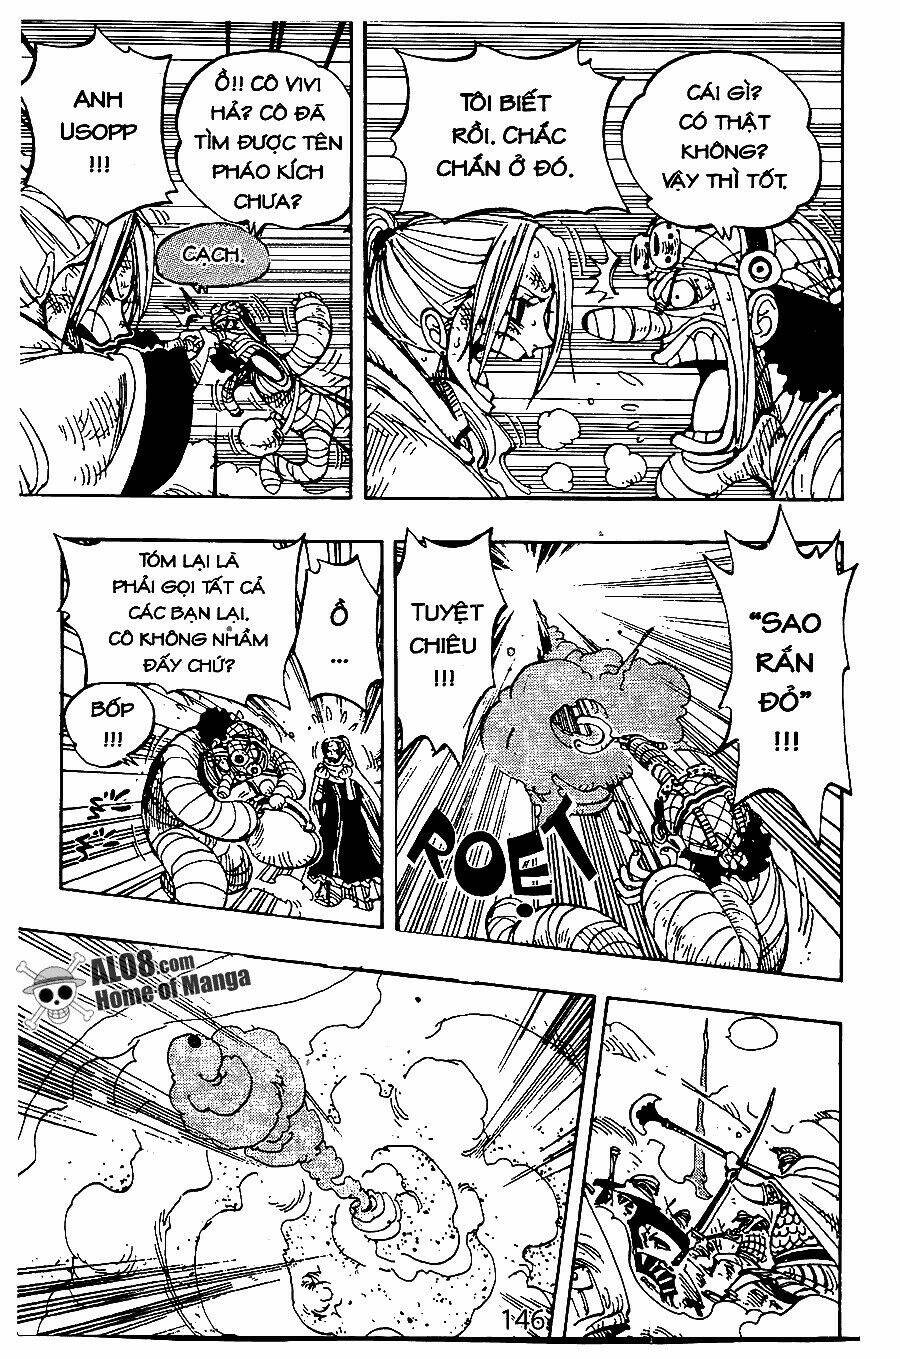 ANH
USOPP
!!!
Ồ!! CÔ VIVI
HẢ? CÔ ĐÃ
TÌM ĐƯỢC TÊN
PHÁO KÍCH
CHƯA?
CẠCH.
TÔI BIẾT
RỒI. CHẮC
CHẮN Ở ĐÓ.
CÁI GÌ?
CÓ THẬT
KHÔNG?
VẬY THÌ TỐT.
TÓM LẠI LÀ
PHẢI GỌI TẤT CẢ
CÁC BẠN LẠI.
CÔ KHÔNG NHẦM
ĐẤY CHỨ?
BỐP
!!!
Ồ
...
TUYỆT
CHIÊU
!!!
“SAO
RẮN
ĐỎ”
!!!
ROẸT
ALO8.com
Home of Manga
146